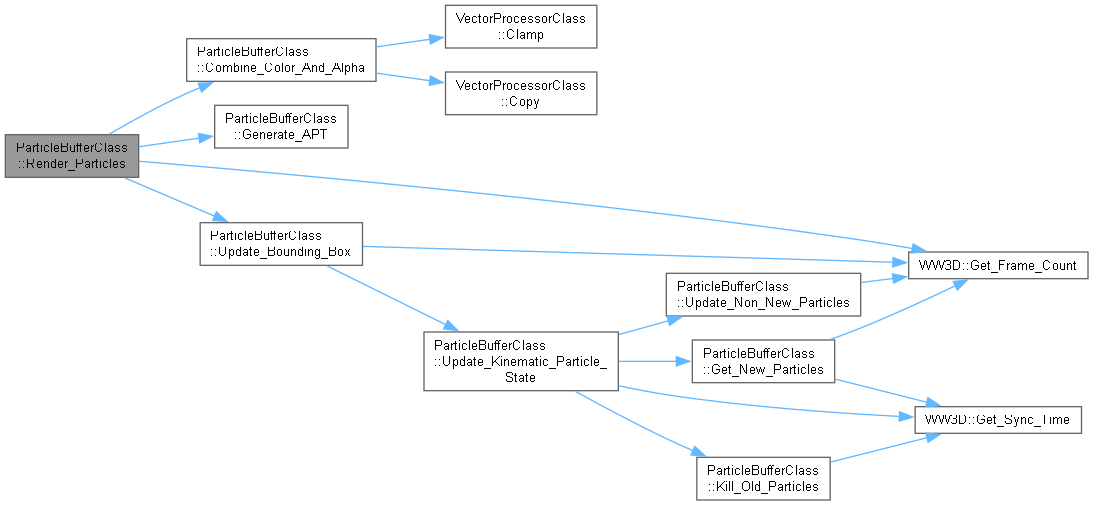 VectorProcessorClass
::Clamp
ParticleBufferClass
::Combine_Color_And_Alpha
VectorProcessorClass
::Copy
ParticleBufferClass
::Generate_APT
ParticleBufferClass
::Render_Particles
ParticleBufferClass
::Update_Bounding_Box
WW3D::Get_Frame_Count
ParticleBufferClass
::Update_Non_New_Particles
ParticleBufferClass
::Update_Kinematic_Particle_
State
ParticleBufferClass
::Get_New_Particles
WW3D::Get_Sync_Time
ParticleBufferClass
::Kill_Old_Particles